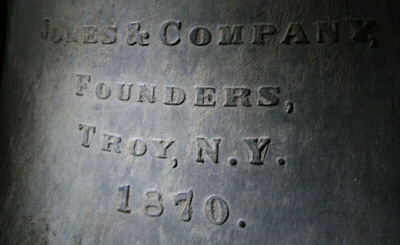 Jones & Company,
Founders,
Troy, N.Y.
1870.